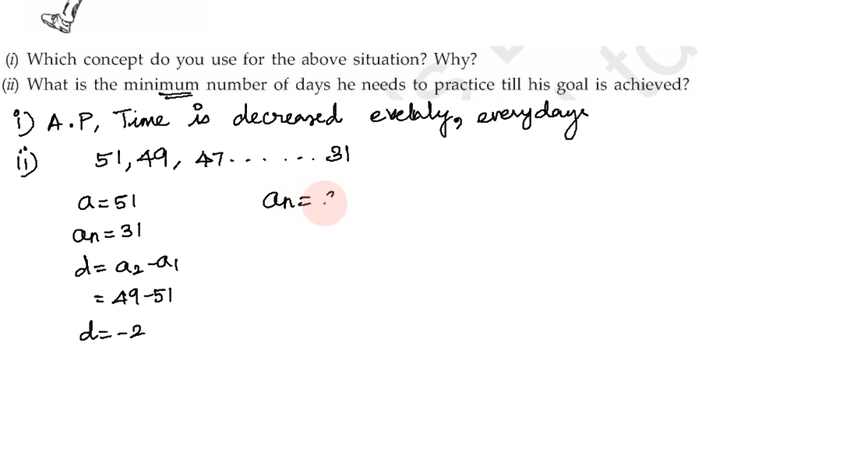 (i) Which concept do you use for the above situation? Why?
(ii) What is the minimum number of days he needs to practice till his goal is achieved?
i) A.P, Time is decreased evenly, everydays
ii) 51, 49, 47. . . . . . . 31
a = 51 an = ?
an = 31
d = a2 - a1
= 49 - 51
d = -2